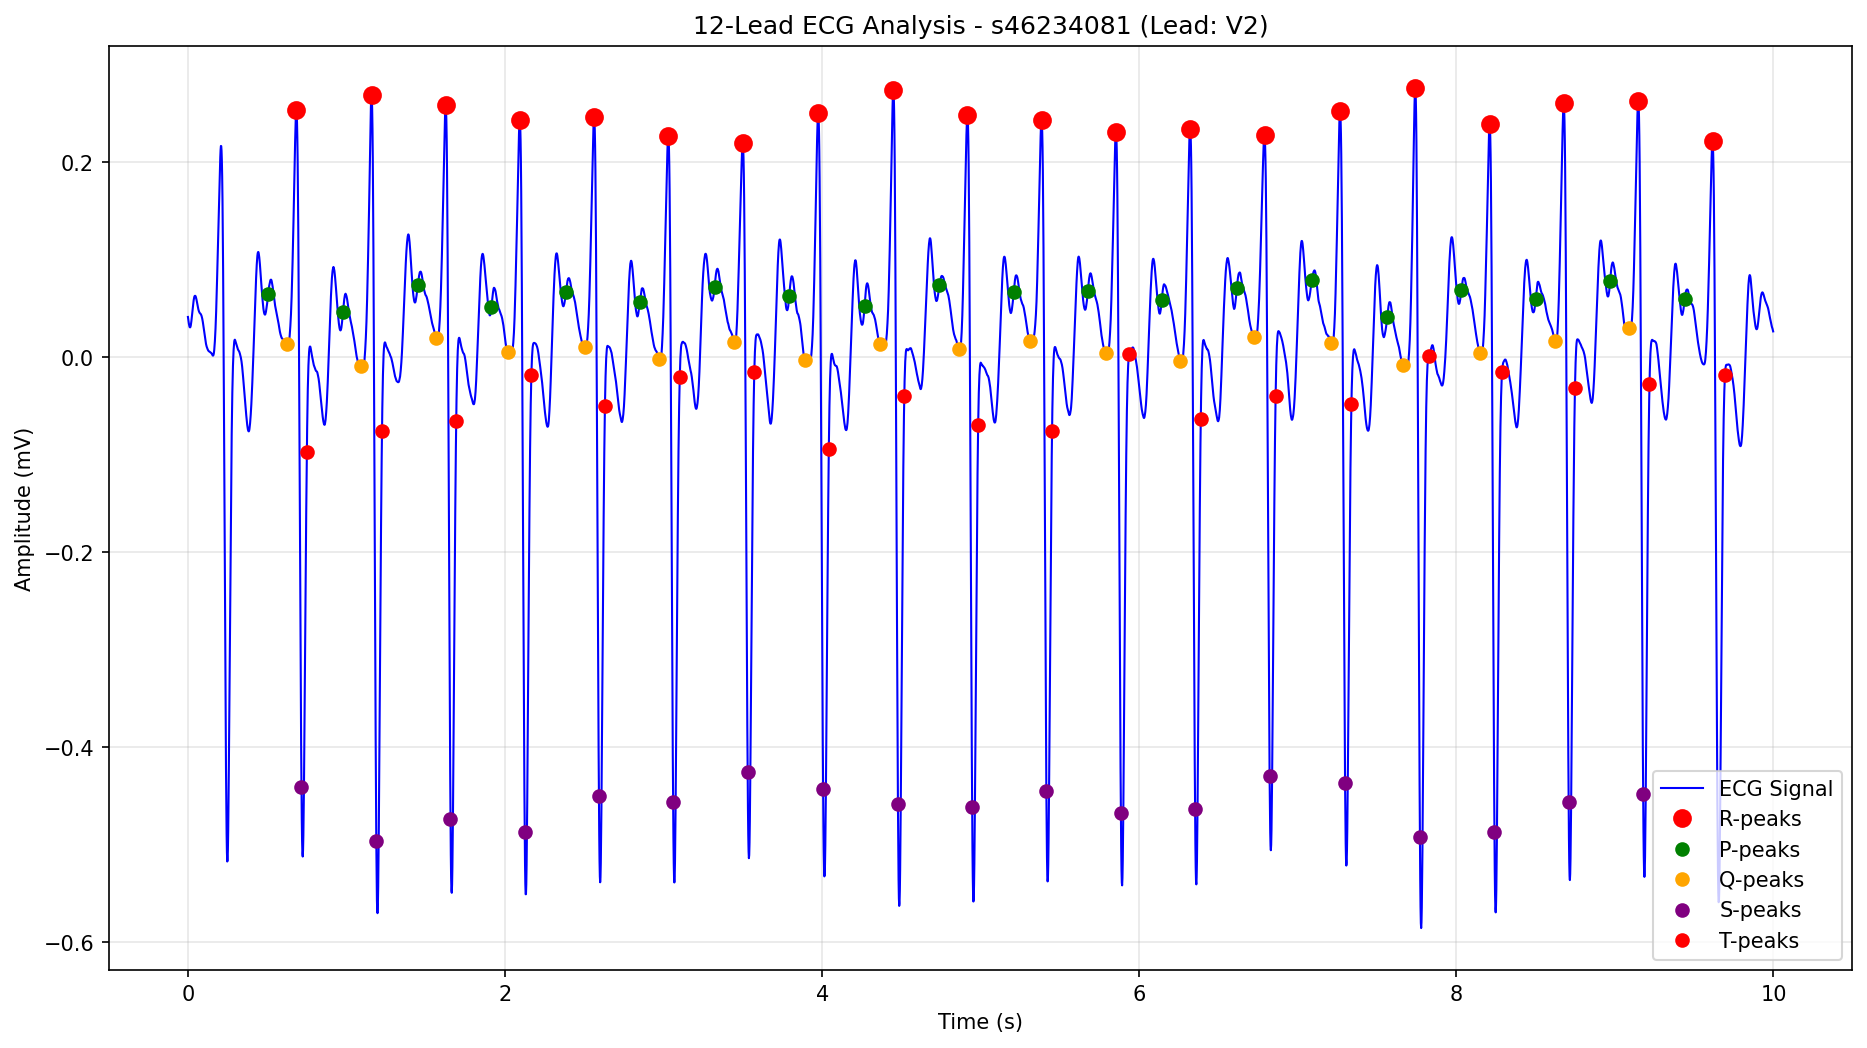 12-Lead ECG Analysis - s46234081 (Lead: V2)
Amplitude (mV)
0.2
0.0
−0.2
−0.4
−0.6
0
2
4
6
8
10
Time (s)
ECG Signal
R-peaks
P-peaks
Q-peaks
S-peaks
T-peaks